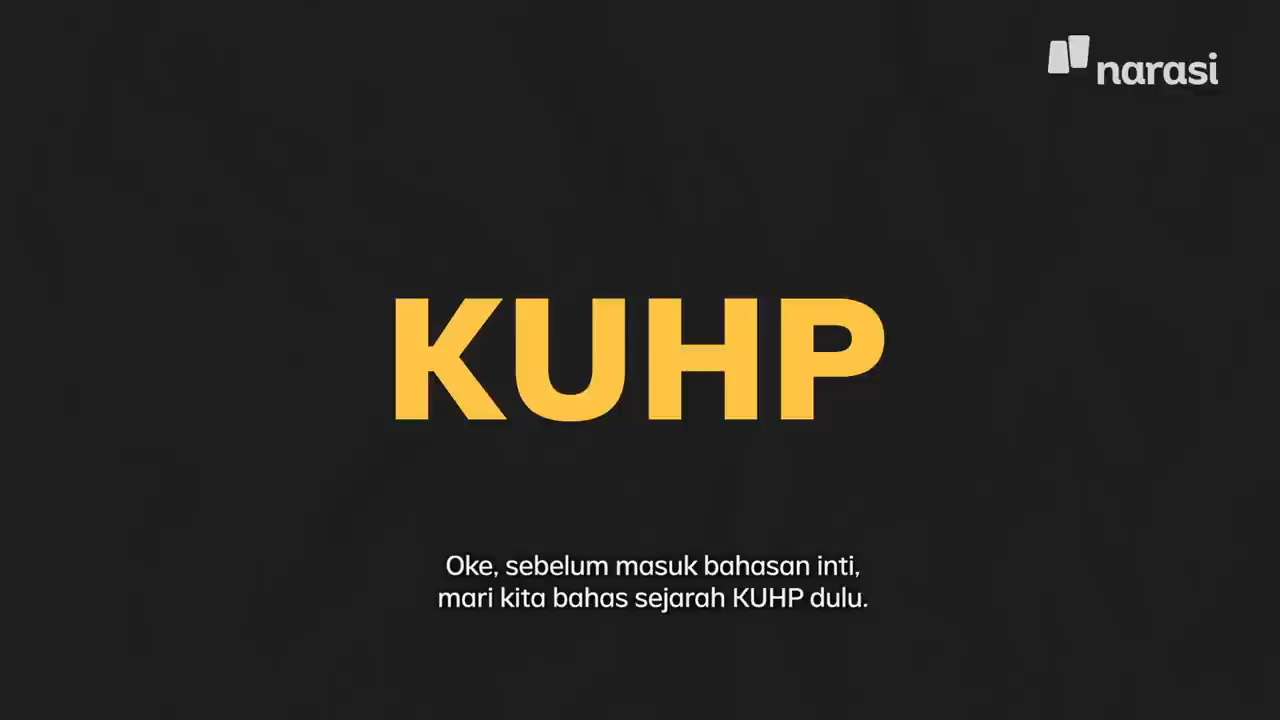 narasi
KUHP
Oke, sebelum masuk bahasan inti,
mari kita bahas sejarah KUHP dulu.